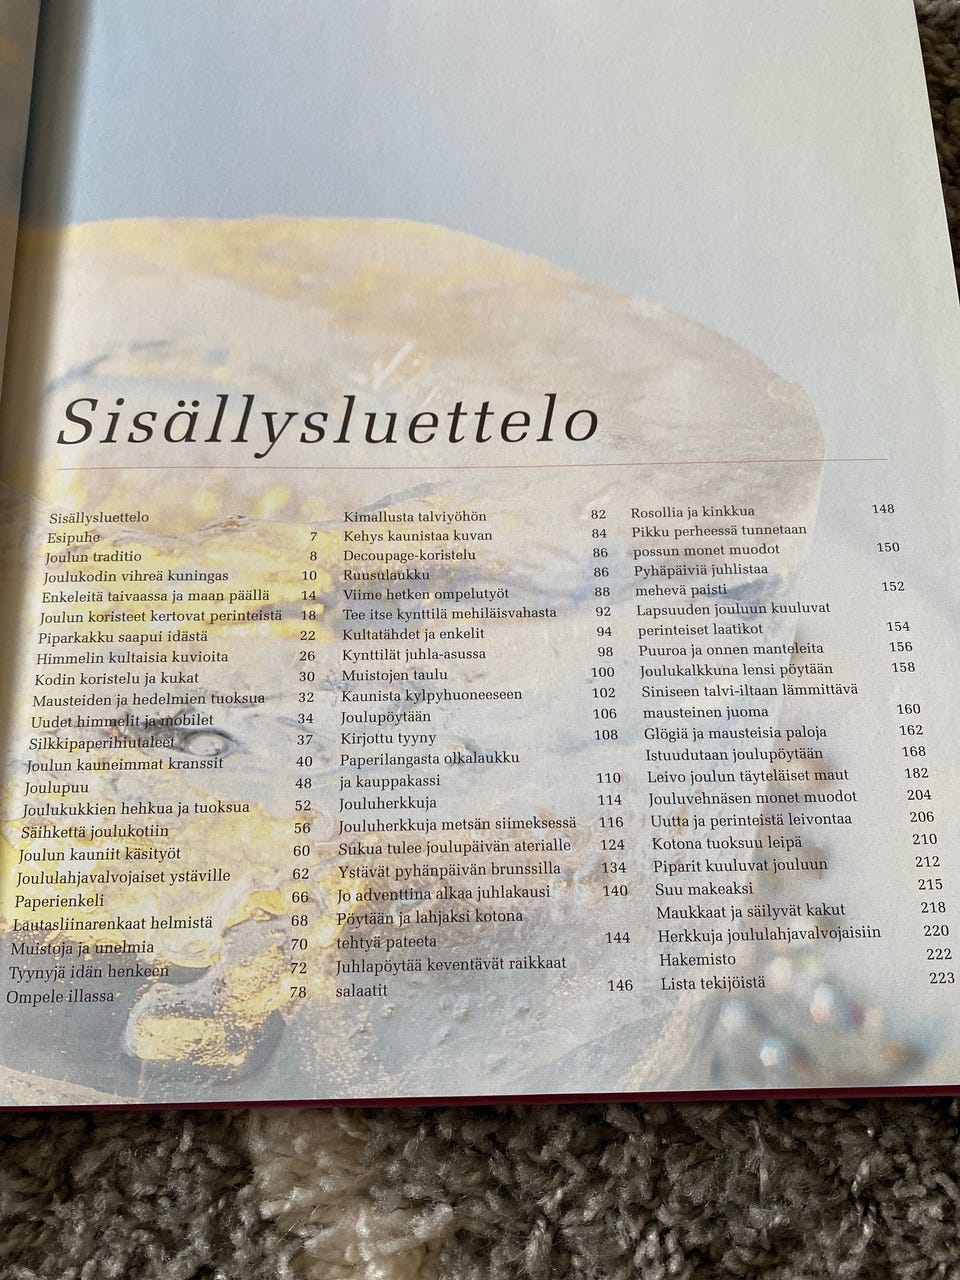 Sisällysluettelo
Sisällysluettelo
Esipuhe 7
Joulun traditio 8
Joulukodin vihreä kuningas 10
Enkeleitä taivaassa ja maan päällä 14
Joulun koristeet kertovat perinteistä 18
Piparkakku saapui idästä 22
Himmelin kultaisia kuvioita 26
Kodin koristelu ja kukat 30
Mausteiden ja hedelmien tuoksua 32
Uudet himmelit ja mobilet 34
Silkkipaperihiutaleet 37
Joulun kauneimmat kranssit 40
Joulupuu 48
Joulukukkien hehkua ja tuoksua 52
Säihkettä joulukotiin 56
Joulun kauniit käsityöt 60
Joululahjavalvojaiset ystäville 62
Paperienkeli 66
Lautasliinarenkaat helmistä 68
Muistoja ja unelmia 70
Tyynyjä idän henkeen 72
Ompele illassa 78
Kimallusta talviyöhön 82
Kehys kaunistaa kuvan 84
Decoupage-koristelu 86
Ruusulaukku 86
Viime hetken ompelutyöt 88
Tee itse kynttilä mehiläisvahasta 92
Kultatähdet ja enkelit 94
Kynttilät juhla-asussa 98
Muistojen taulu 100
Kaunista kylpyhuoneeseen 102
Joulupöytään 106
Kirjottu tyyny 108
Paperilangasta olkalaukku
ja kauppakassi 110
Jouluherkkuja 114
Jouluherkkuja metsän siimeksessä 116
Sukua tulee joulupäivän aterialle 124
Ystävät pyhänpäivän brunssilla 134
Jo adventtina alkaa juhlakausi 140
Pöytään ja lahjaksi kotona
tehtyä pateeta 144
Juhlapöytää keventävät raikkaat
salaatit 146
Rosollia ja kinkkua 148
Pikku perheessä tunnetaan
possun monet muodot 150
Pyhäpäiviä juhlistaa
mehevä paisti 152
Lapsuuden jouluun kuuluvat
perinteiset laatikot 154
Puuroa ja onnen manteleita 156
Joulukalkkuna lensi pöytään 158
Siniseen talvi-iltaan lämmittävä
mausteinen juoma 160
Glögiä ja mausteisia paloja 162
Istuudutaan joulupöytään 168
Leivo joulun täyteläiset maut 182
Jouluvehnäsen monet muodot 204
Uutta ja perinteistä leivontaa 206
Kotona tuoksuu leipä 210
Piparit kuuluvat jouluun 212
Suu makeaksi 215
Maukkaat ja säilyvät kakut 218
Herkkuja joululahjavalvojaisiin 220
Hakemisto 222
Lista tekijöistä 223